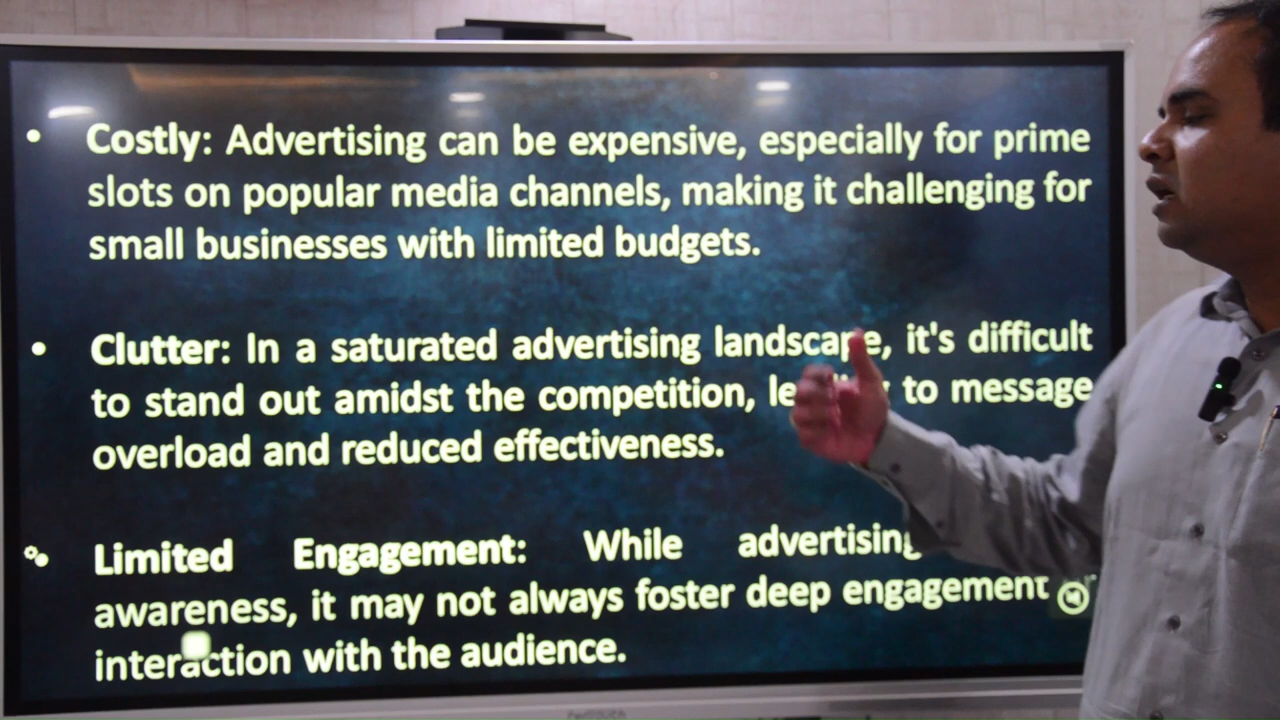 • Costly: Advertising can be expensive, especially for prime
slots on popular media channels, making it challenging for
small businesses with limited budgets.
• Clutter: In a saturated advertising landscape, it's difficult
to stand out amidst the competition, to message
overload and reduced effectiveness.
• Limited Engagement: While advertising
awareness, it may not always foster deep engagement
interaction with the audience.